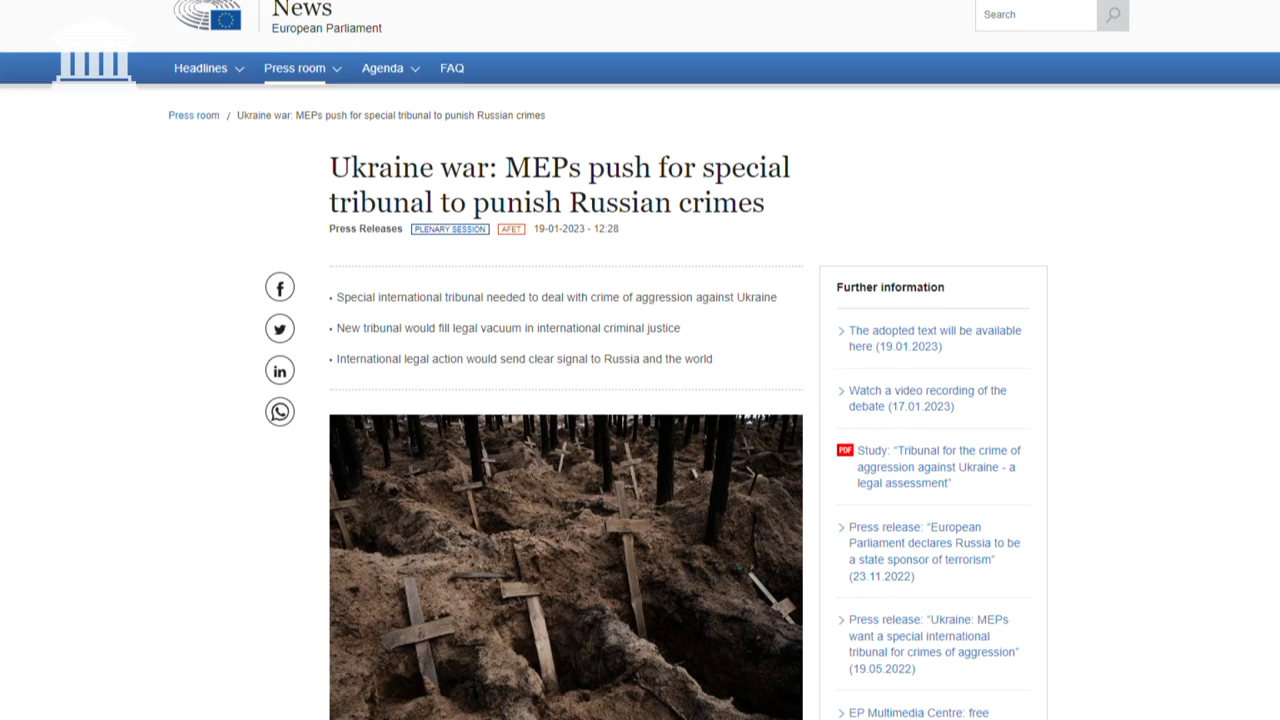 News
European Parliament
Search
Headlines
Press room
Agenda
FAQ
Press room / Ukraine war: MEPs push for special tribunal to punish Russian crimes
Ukraine war: MEPs push for special
tribunal to punish Russian crimes
Press Releases PLENARY SESSION AFET 19-01-2023 - 12:28
• Special international tribunal needed to deal with crime of aggression against Ukraine
• New tribunal would fill legal vacuum in international criminal justice
• International legal action would send clear signal to Russia and the world
Further information
The adopted text will be available
here (19.01.2023)
Watch a video recording of the
debate (17.01.2023)
PDF Study: “Tribunal for the crime of
aggression against Ukraine - a
legal assessment”
Press release: “European
Parliament declares Russia to be
a state sponsor of terrorism”
(23.11.2022)
Press release: “Ukraine: MEPs
want a special international
tribunal for crimes of aggression”
(19.05.2022)
EP Multimedia Centre: free